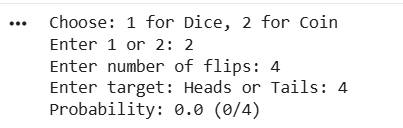 ••• Choose: 1 for Dice, 2 for Coin
Enter 1 or 2: 2
Enter number of flips: 4
Enter target: Heads or Tails: 4
Probability: 0.0 (0/4)